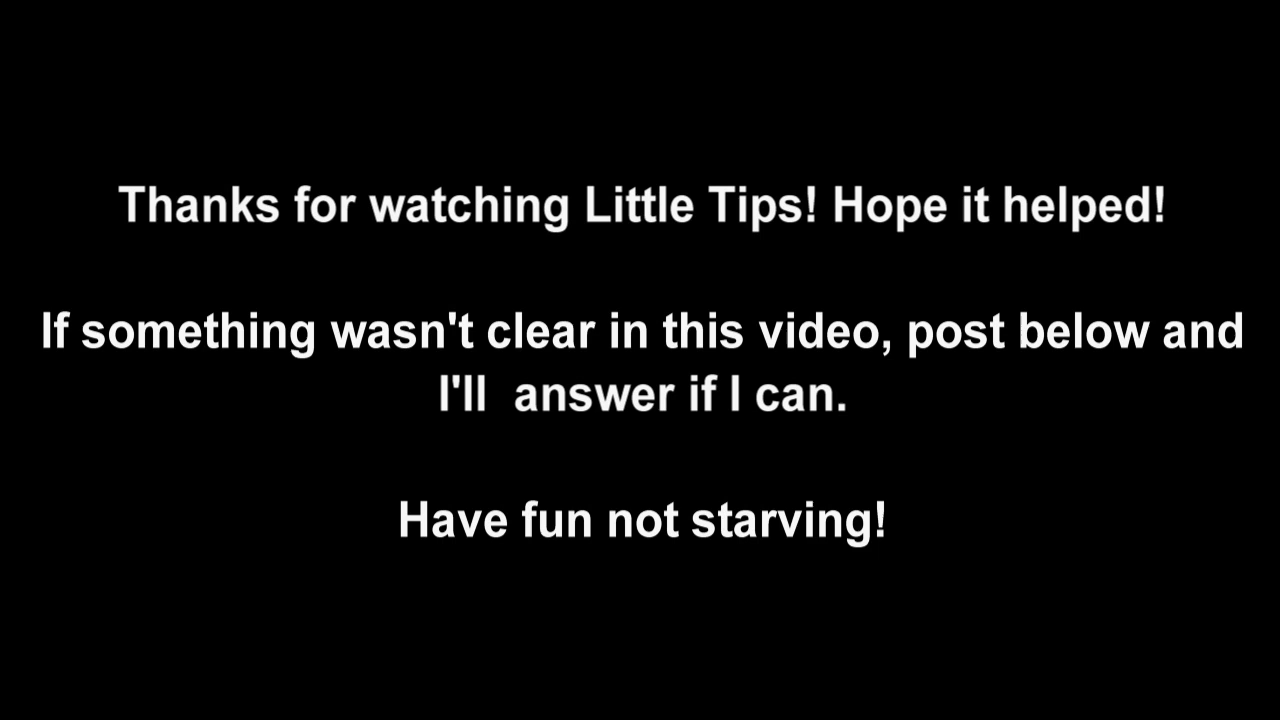 Thanks for watching Little Tips! Hope it helped!
If something wasn't clear in this video, post below and
I'll  answer if I can.
Have fun not starving!